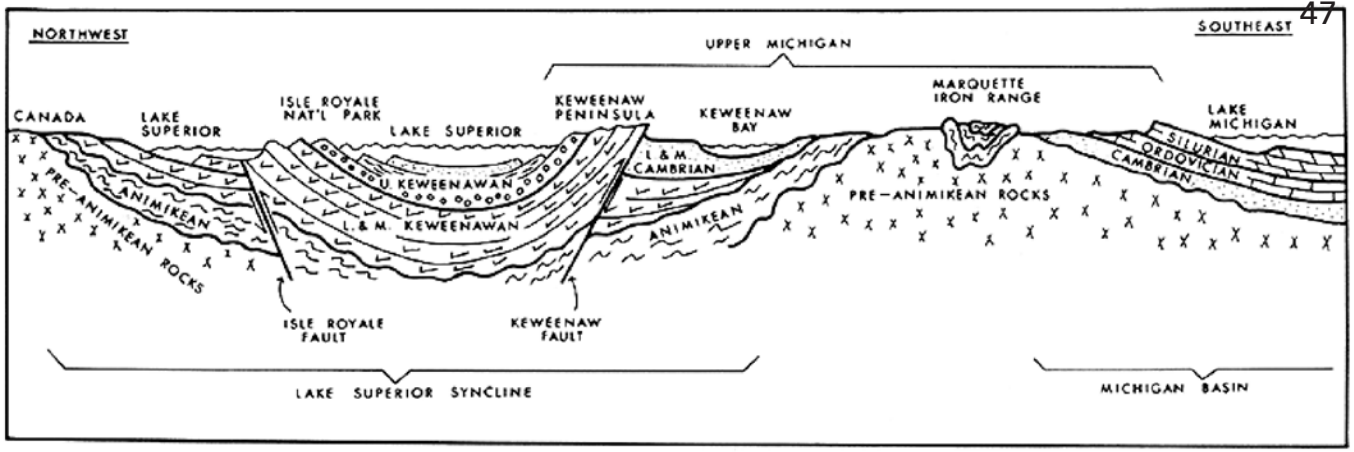 47
NORTHWEST
SOUTHEAST
UPPER MICHIGAN
CANADA
LAKE
SUPERIOR
ISLE ROYALE
NAT'L PARK
LAKE SUPERIOR
KEWEENAW
PENINSULA
KEWEENAW
BAY
MARQUETTE
IRON RANGE
LAKE
MICHIGAN
PRE-ANIMIKEAN ROCKS
ANIMIKEAN
U. KEWEENAWAN
L. & M. KEWEENAWAN
L & M.
CAMBRIAN
ANIMIKEAN
PRE-ANIMIKEAN ROCKS
SILURIAN
ORDOVICIAN
CAMBRIAN
ISLE ROYALE
FAULT
KEWEENAW
FAULT
LAKE SUPERIOR SYNCLINE
MICHIGAN BASIN